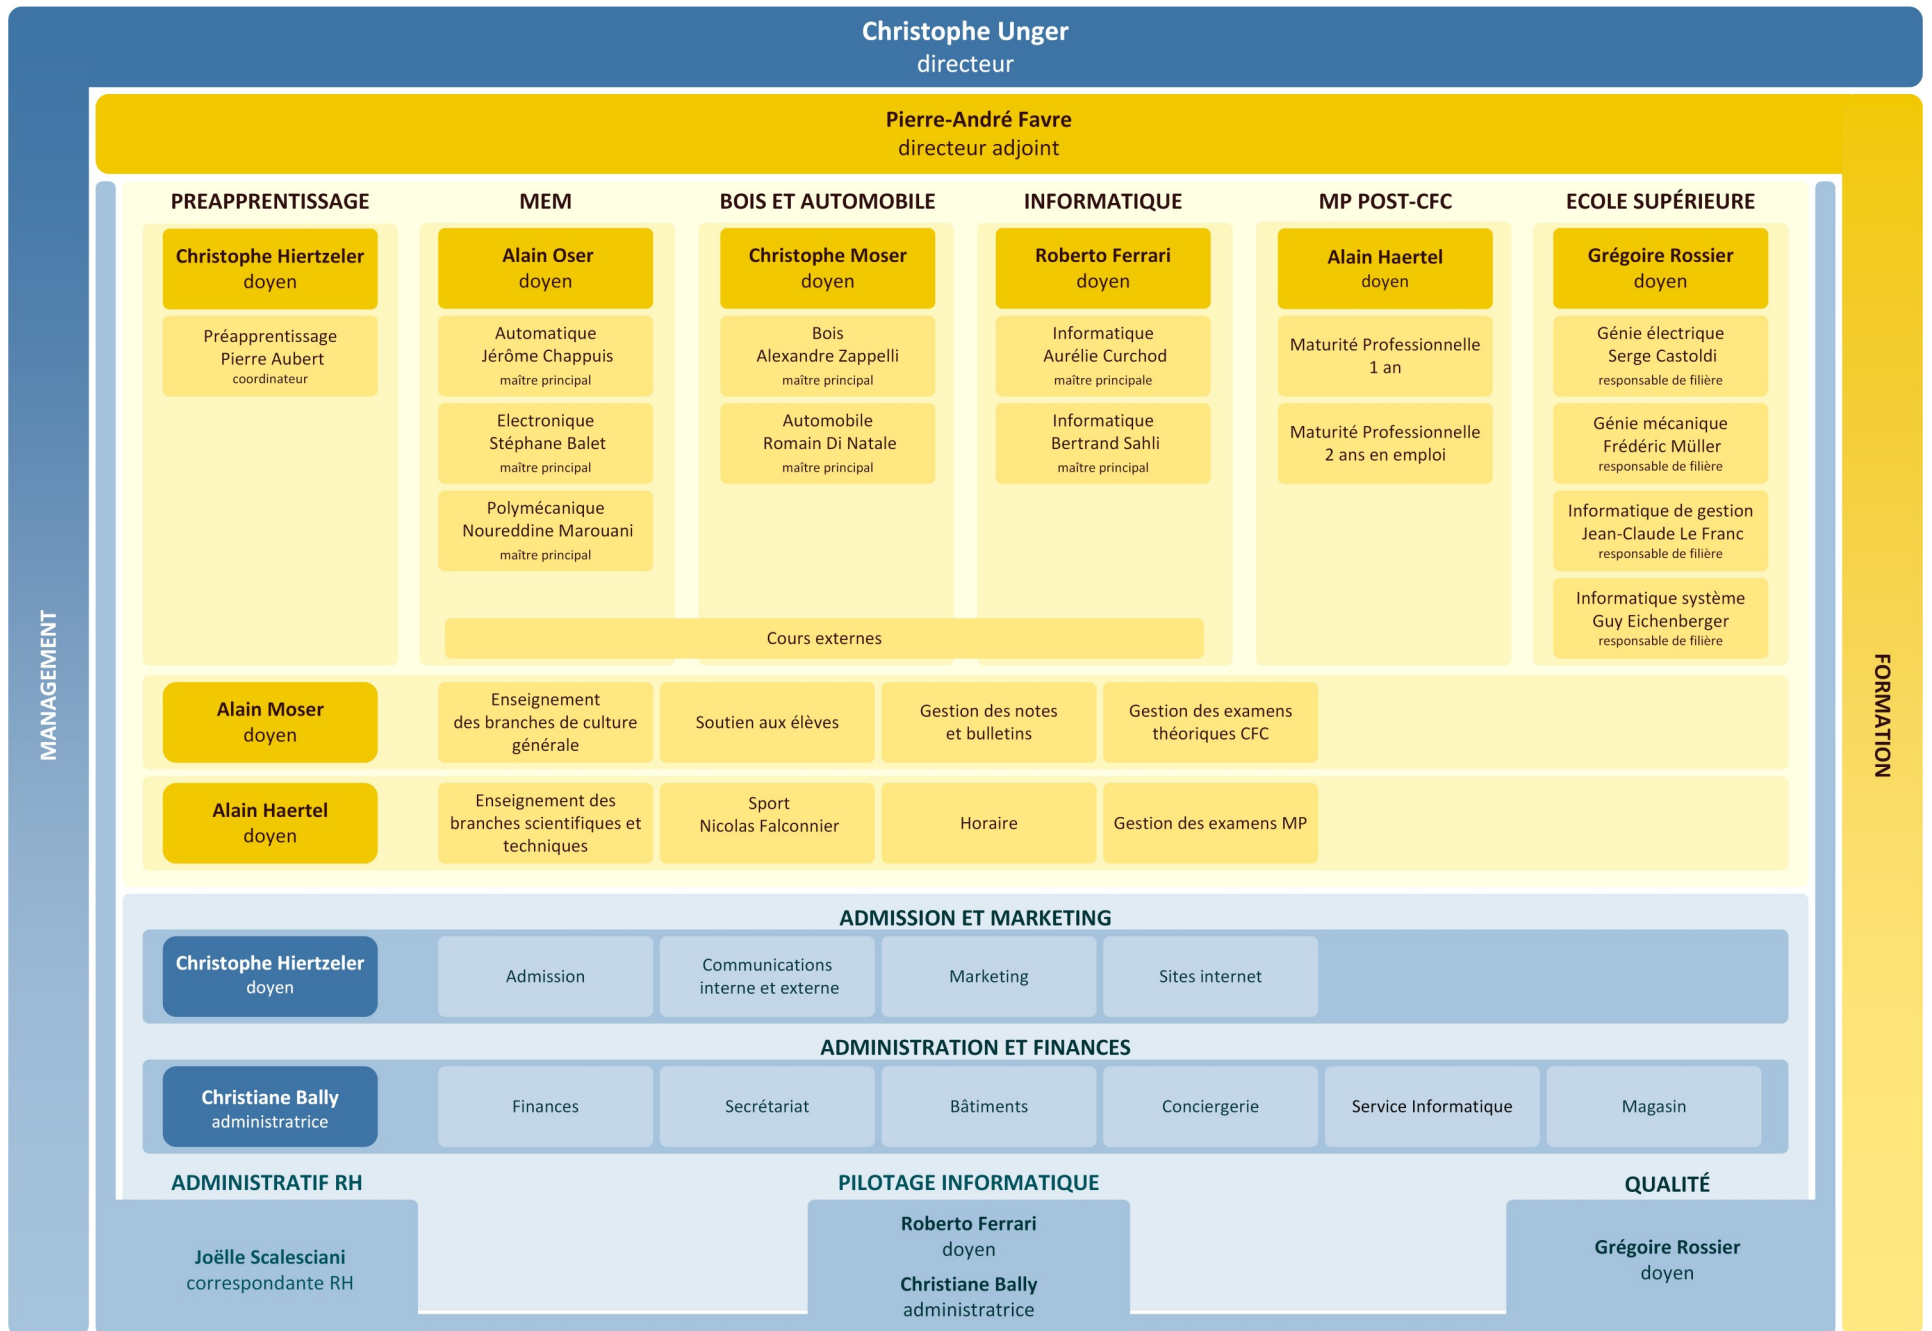 Christophe Unger
directeur
Pierre-André Favre
directeur adjoint
MANAGEMENT
FORMATION
PREAPPRENTISSAGE
Christophe Hiertzeler
doyen
Préapprentissage
Pierre Aubert
coordinateur
MEM
Alain Oser
doyen
Automatique
Jérôme Chappuis
maître principal
Electronique
Stéphane Balet
maître principal
Polymécanique
Noureddine Marouani
maître principal
BOIS ET AUTOMOBILE
Christophe Moser
doyen
Bois
Alexandre Zappelli
maître principal
Automobile
Romain Di Natale
maître principal
INFORMATIQUE
Roberto Ferrari
doyen
Informatique
Aurélie Curchod
maître principale
Informatique
Bertrand Sahli
maître principal
Cours externes
MP POST-CFC
Alain Haertel
doyen
Maturité Professionnelle
1 an
Maturité Professionnelle
2 ans en emploi
ECOLE SUPÉRIEURE
Grégoire Rossier
doyen
Génie électrique
Serge Castoldi
responsable de filière
Génie mécanique
Frédéric Müller
responsable de filière
Informatique de gestion
Jean-Claude Le Franc
responsable de filière
Informatique système
Guy Eichenberger
responsable de filière
Alain Moser
doyen
Enseignement
des branches de culture
générale
Soutien aux élèves
Gestion des notes
et bulletins
Gestion des examens
théoriques CFC
Alain Haertel
doyen
Enseignement des
branches scientifiques et
techniques
Sport
Nicolas Falconnier
Horaire
Gestion des examens MP
ADMISSION ET MARKETING
Christophe Hiertzeler
doyen
Admission
Communications
interne et externe
Marketing
Sites internet
ADMINISTRATION ET FINANCES
Christiane Bally
administratrice
Finances
Secrétariat
Bâtiments
Conciergerie
Service Informatique
Magasin
ADMINISTRATIF RH
Joëlle Scalesciani
correspondante RH
PILOTAGE INFORMATIQUE
Roberto Ferrari
doyen
Christiane Bally
administratrice
QUALITÉ
Grégoire Rossier
doyen